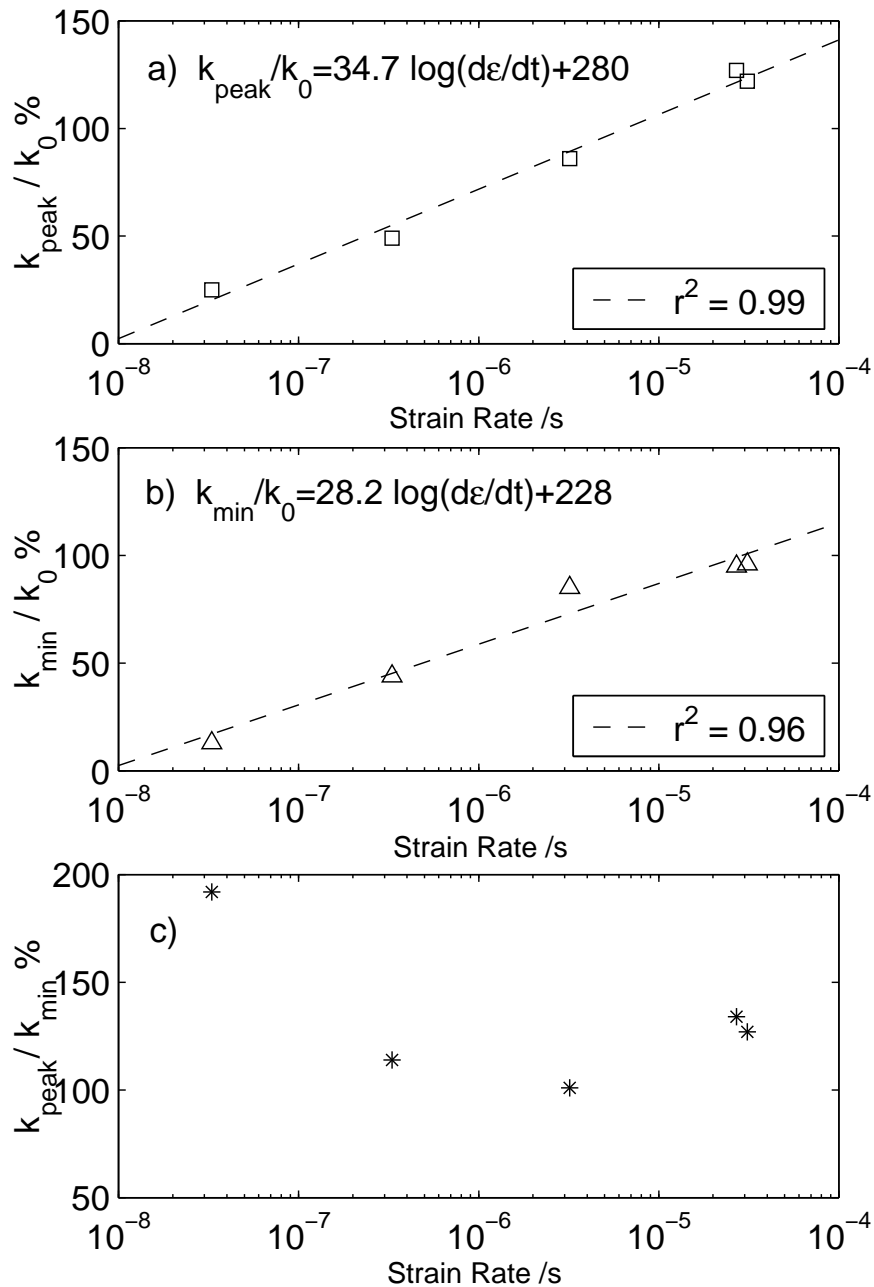 150
a) k_peak/k_0=34.7 log(dε/dt)+280
100
k_peak / k_0 %
50
r^2 = 0.99
0
10^−8 10^−7 10^−6 10^−5 10^−4
Strain Rate /s
150
b) k_min/k_0=28.2 log(dε/dt)+228
100
k_min / k_0 %
50
r^2 = 0.96
0
10^−8 10^−7 10^−6 10^−5 10^−4
Strain Rate /s
200
c)
150
k_peak / k_min %
100
50
10^−8 10^−7 10^−6 10^−5 10^−4
Strain Rate /s